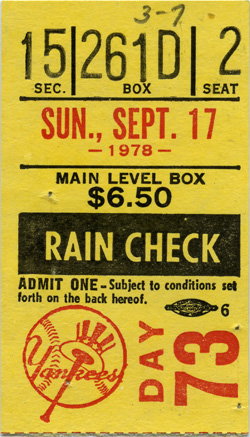 3-7
15 261D 2
SEC. BOX SEAT
SUN., SEPT. 17
- 1978 -
MAIN LEVEL BOX
$6.50
RAIN CHECK
ADMIT ONE - Subject to conditions set
forth on the back hereof.
6
Yankees
DAY
73